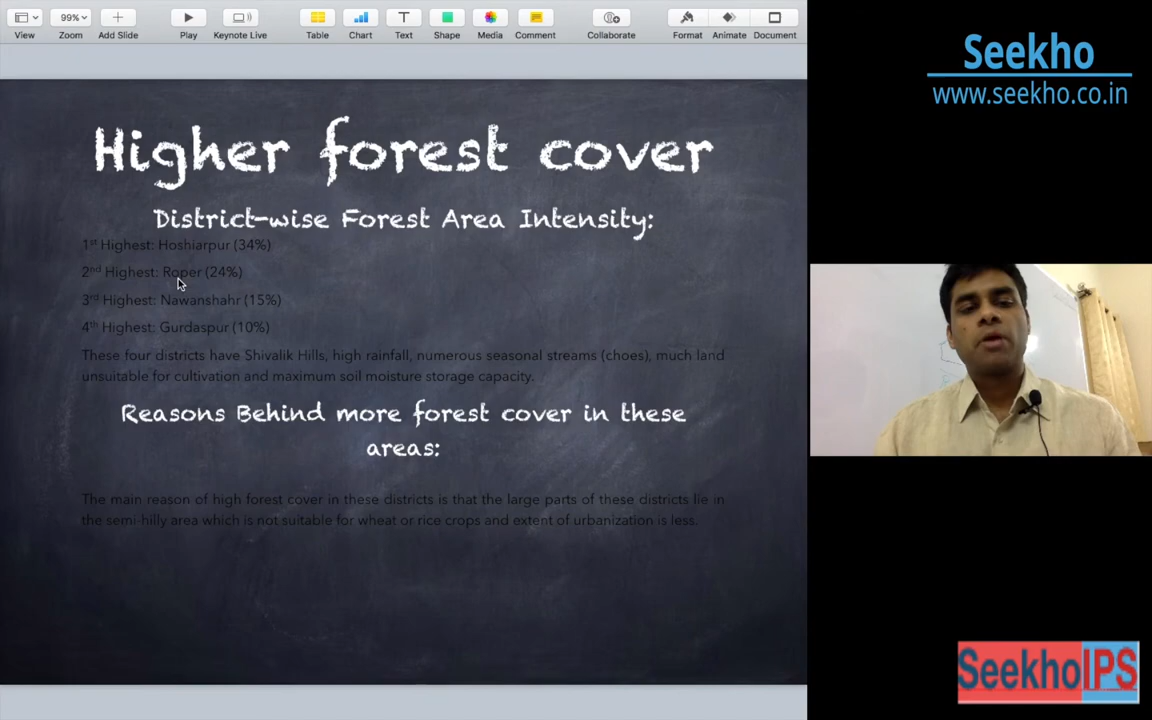 View
99%
Zoom
Add Slide
Play
Keynote Live
Table
Chart
Text
Shape
Media
Comment
Collaborate
Format
Animate
Document
Seekho
www.seekho.co.in
Higher forest cover
District-wise Forest Area Intensity:
1st Highest: Hoshiarpur (34%)
2nd Highest: Roper (24%)
3rd Highest: Nawanshahr (15%)
4th Highest: Gurdaspur (10%)
These four districts have Shivalik Hills, high rainfall, numerous seasonal streams (choes), much land
unsuitable for cultivation and maximum soil moisture storage capacity.
Reasons Behind more forest cover in these
areas:
The main reason of high forest cover in these districts is that the large parts of these districts lie in
the semi-hilly area which is not suitable for wheat or rice crops and extent of urbanization is less.
SeekhoIPS